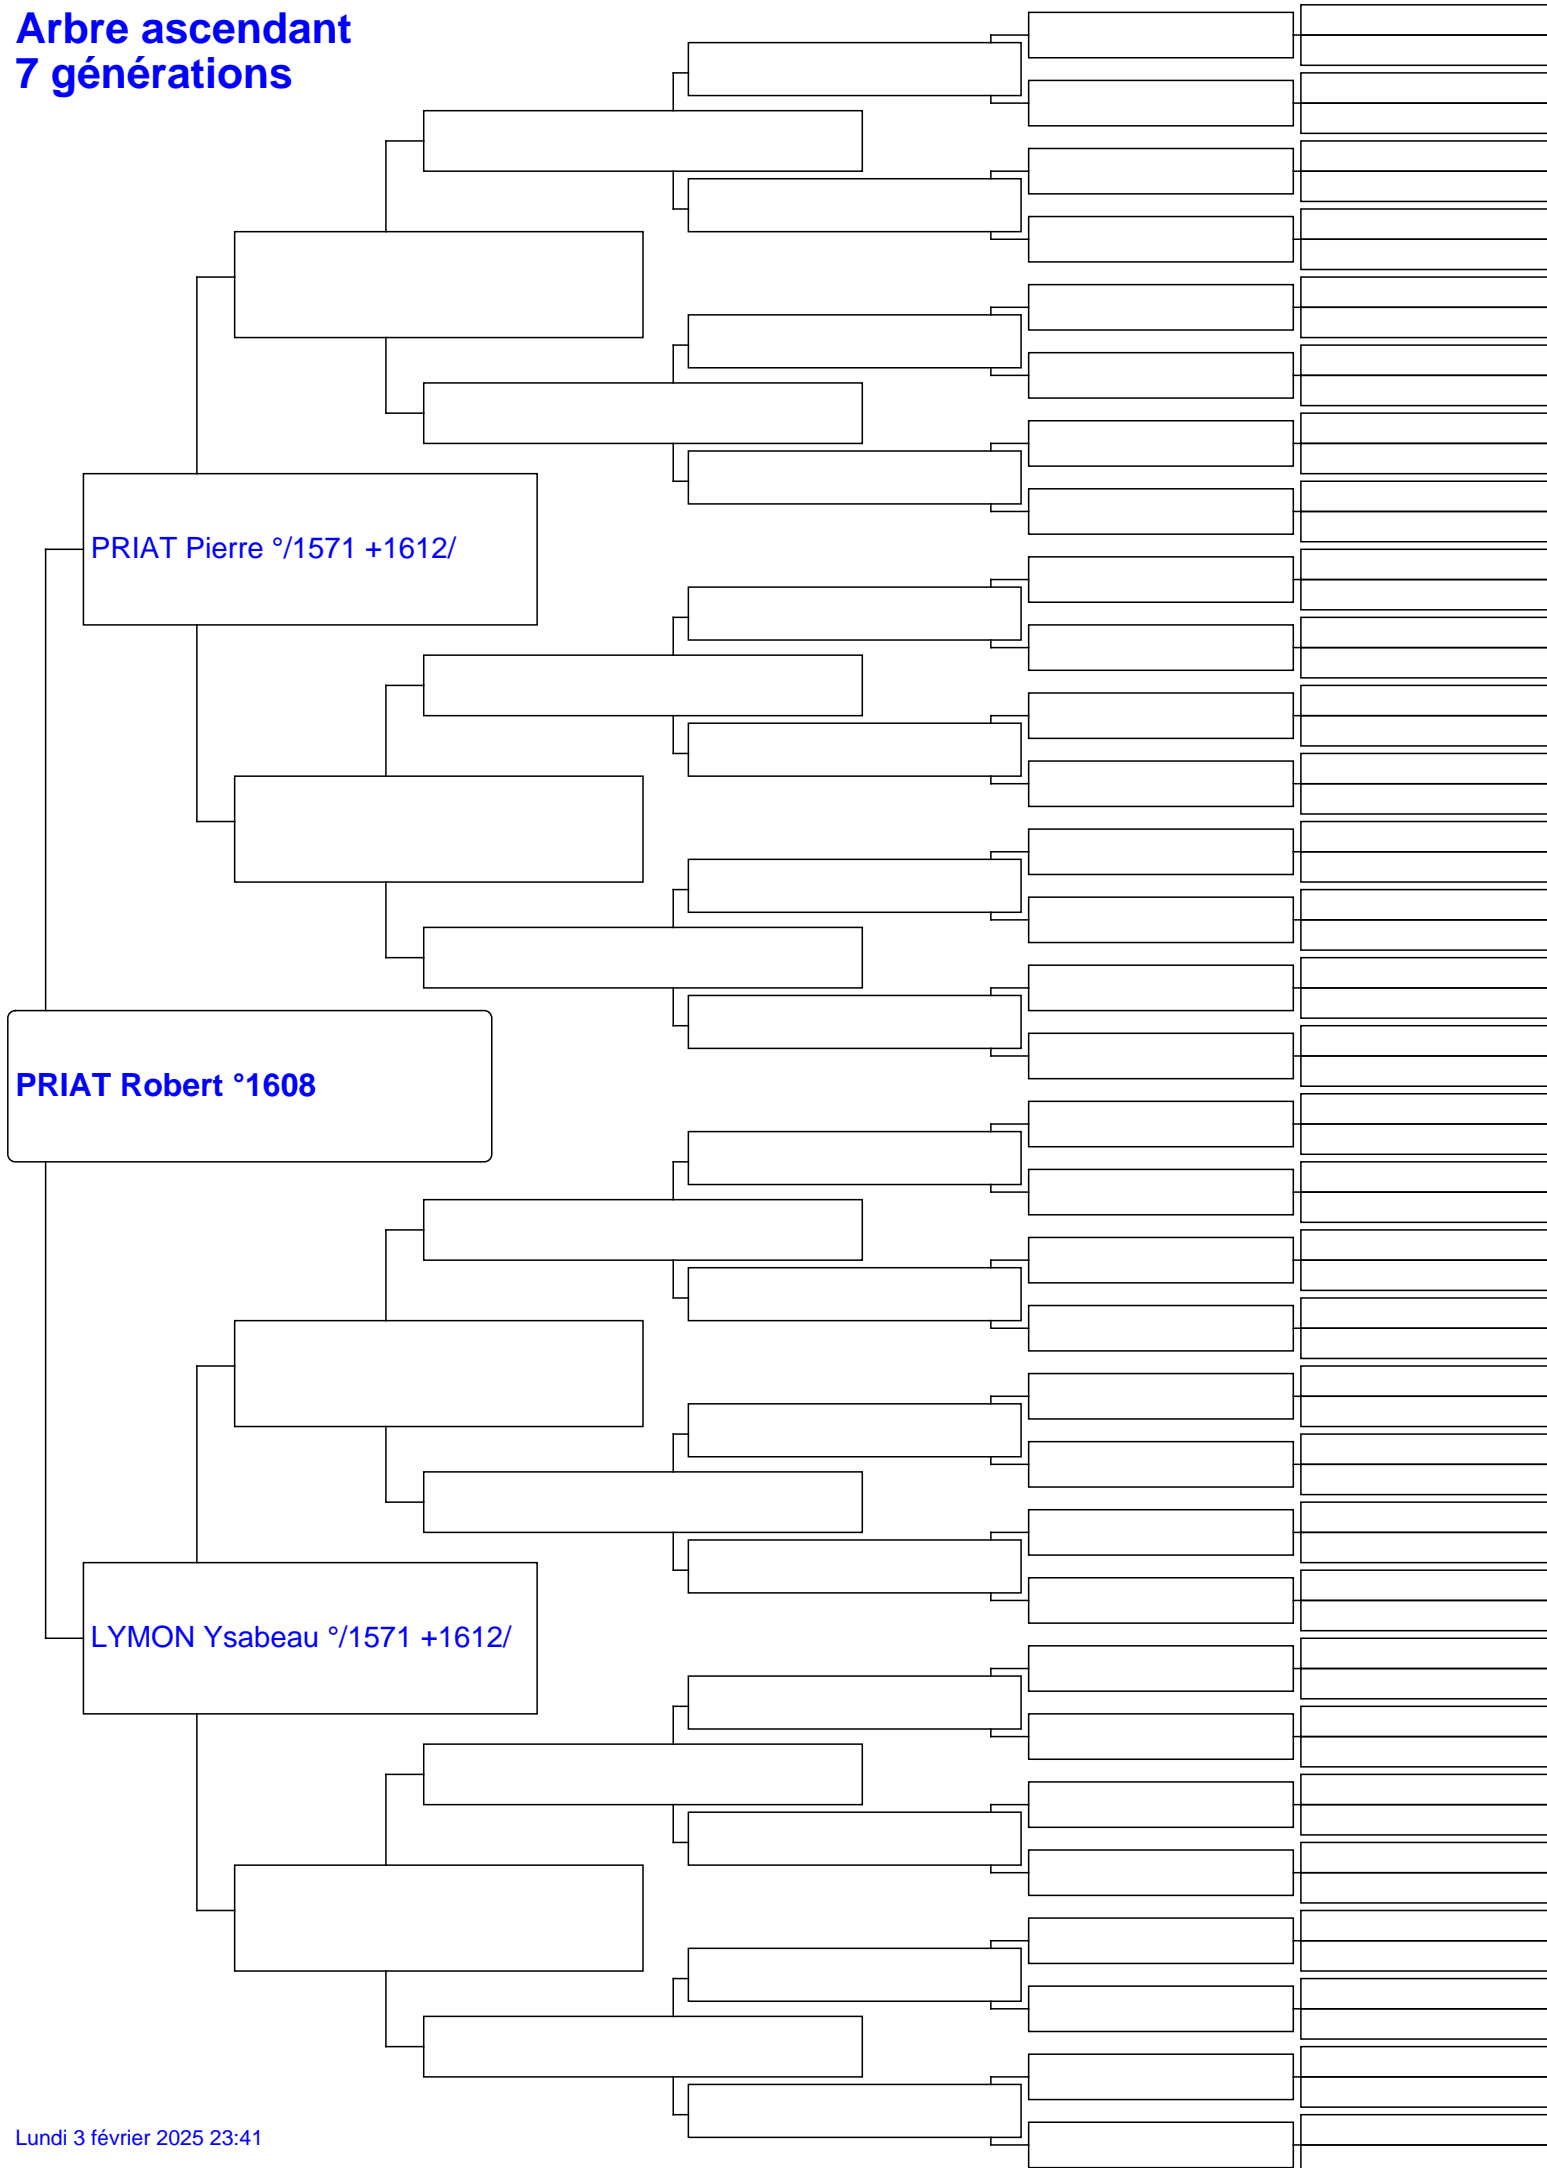 Arbre ascendant
7 générations
PRIAT Pierre °/1571 +1612/
PRIAT Robert °1608
LYMON Ysabeau °/1571 +1612/
Lundi 3 février 2025 23:41